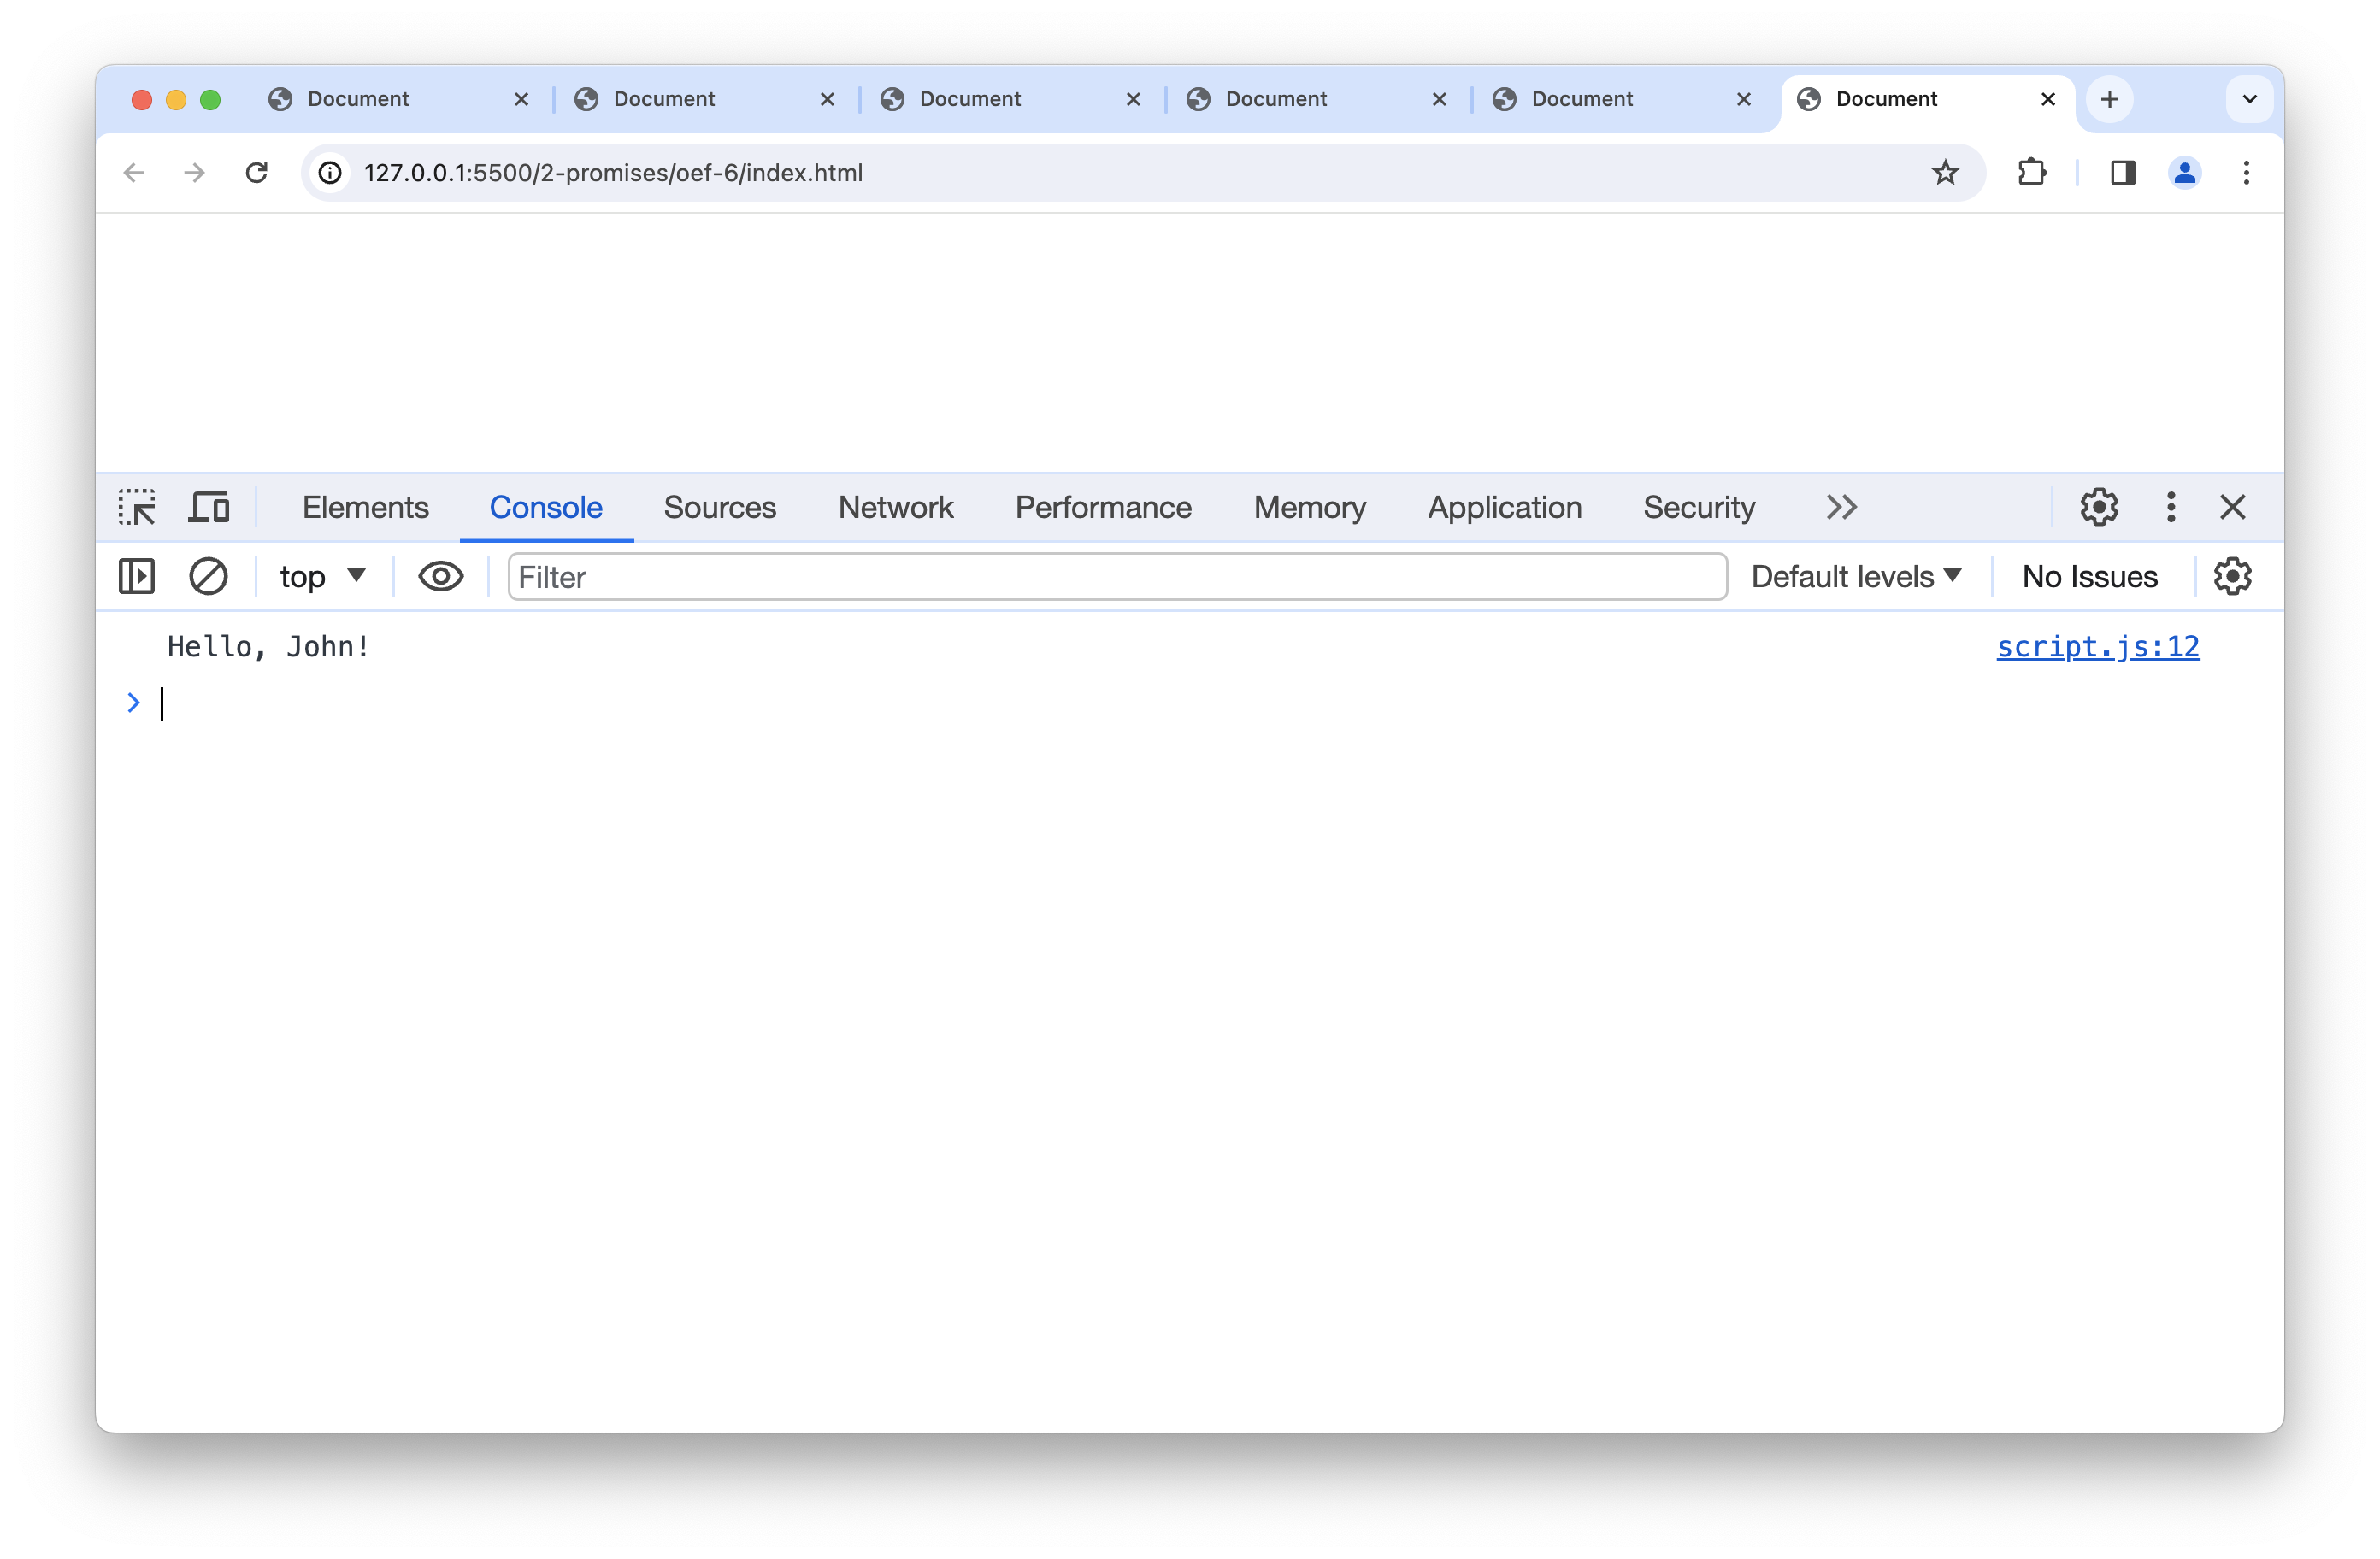 Document Document Document Document Document Document
127.0.0.1:5500/2-promises/oef-6/index.html
Elements Console Sources Network Performance Memory Application Security
top Filter Default levels No Issues
Hello, John! script.js:12